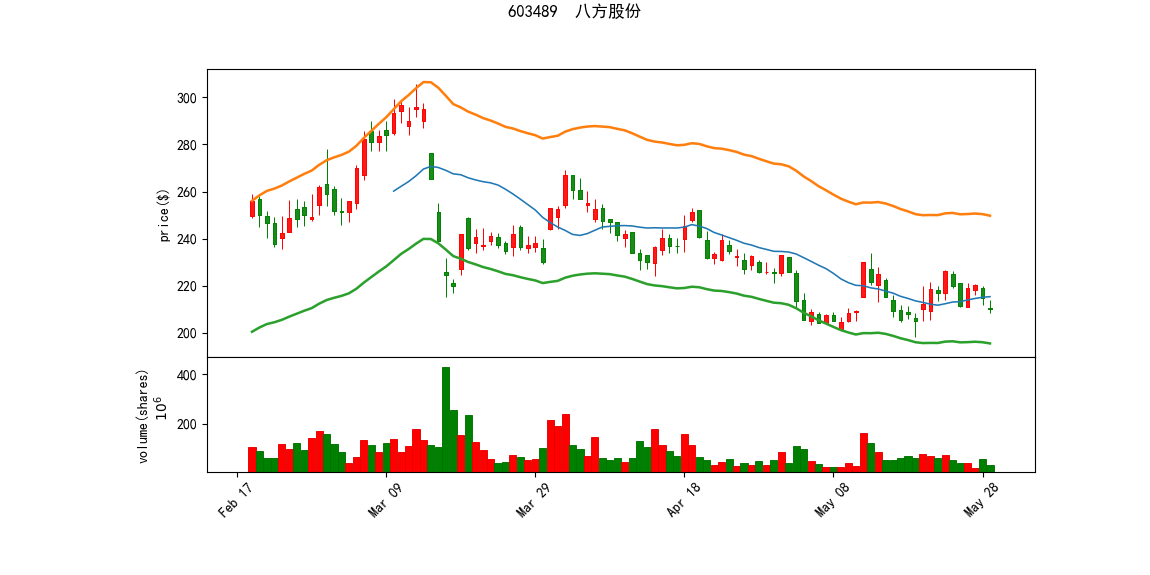 603489  八方股份
price($)
300
280
260
240
220
200
volume(shares)
10^6
400
200
Feb 17
Mar 09
Mar 29
Apr 18
May 08
May 28